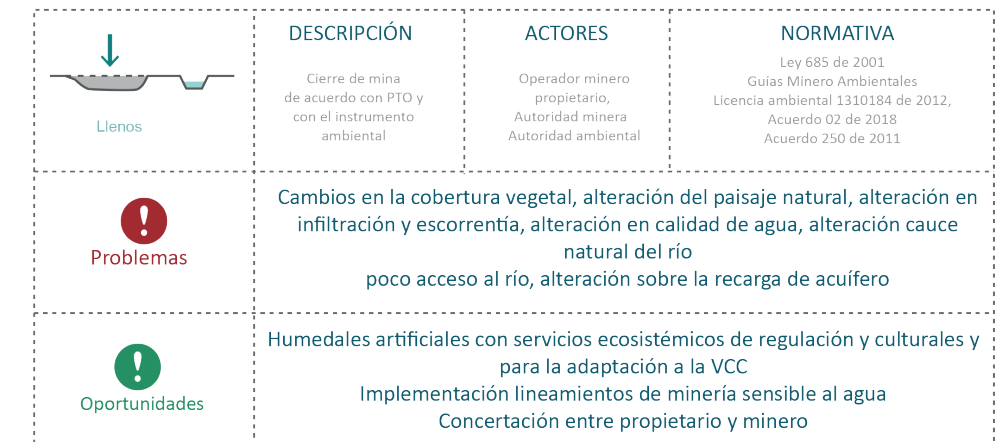 DESCRIPCIÓN
ACTORES
NORMATIVA
Llenos
Cierre de mina
de acuerdo con PTO y
con el instrumento
ambiental
Operador minero
propietario,
Autoridad minera
Autoridad ambiental
Ley 685 de 2001
Guías Minero Ambientales
Licencia ambiental 1310184 de 2012,
Acuerdo 02 de 2018
Acuerdo 250 de 2011
Problemas
Cambios en la cobertura vegetal, alteración del paisaje natural, alteración en
infiltración y escorrentía, alteración en calidad de agua, alteración cauce
natural del río
poco acceso al río, alteración sobre la recarga de acuífero
Oportunidades
Humedales artificiales con servicios ecosistémicos de regulación y culturales y
para la adaptación a la VCC
Implementación lineamientos de minería sensible al agua
Concertación entre propietario y minero